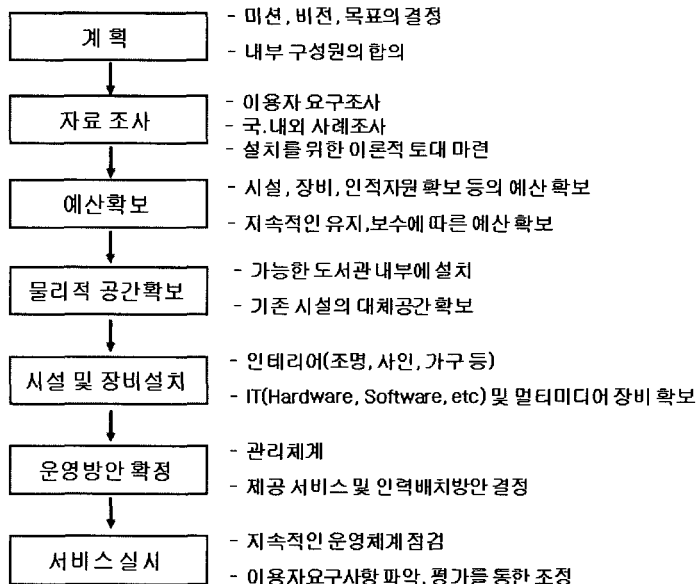 계 획
- 미션, 비전, 목표의 결정
- 내부 구성원의 합의
자료 조사
- 이용자 요구조사
- 국.내외 사례조사
- 설치를 위한 이론적 토대 마련
예산확보
- 시설, 장비, 인적자원 확보 등의 예산 확보
- 지속적인 유지,보수에 따른 예산 확보
물리적 공간확보
- 가능한 도서관 내부에 설치
- 기존 시설의 대체공간 확보
시설 및 장비설치
- 인테리어(조명, 사인, 가구 등)
- IT(Hardware, Software, etc) 및 멀티미디어 장비 확보
운영방안 확정
- 관리체계
- 제공 서비스 및 인력배치방안 결정
서비스 실시
- 지속적인 운영체계 점검
- 이용자요구사항 파악, 평가를 통한 조정